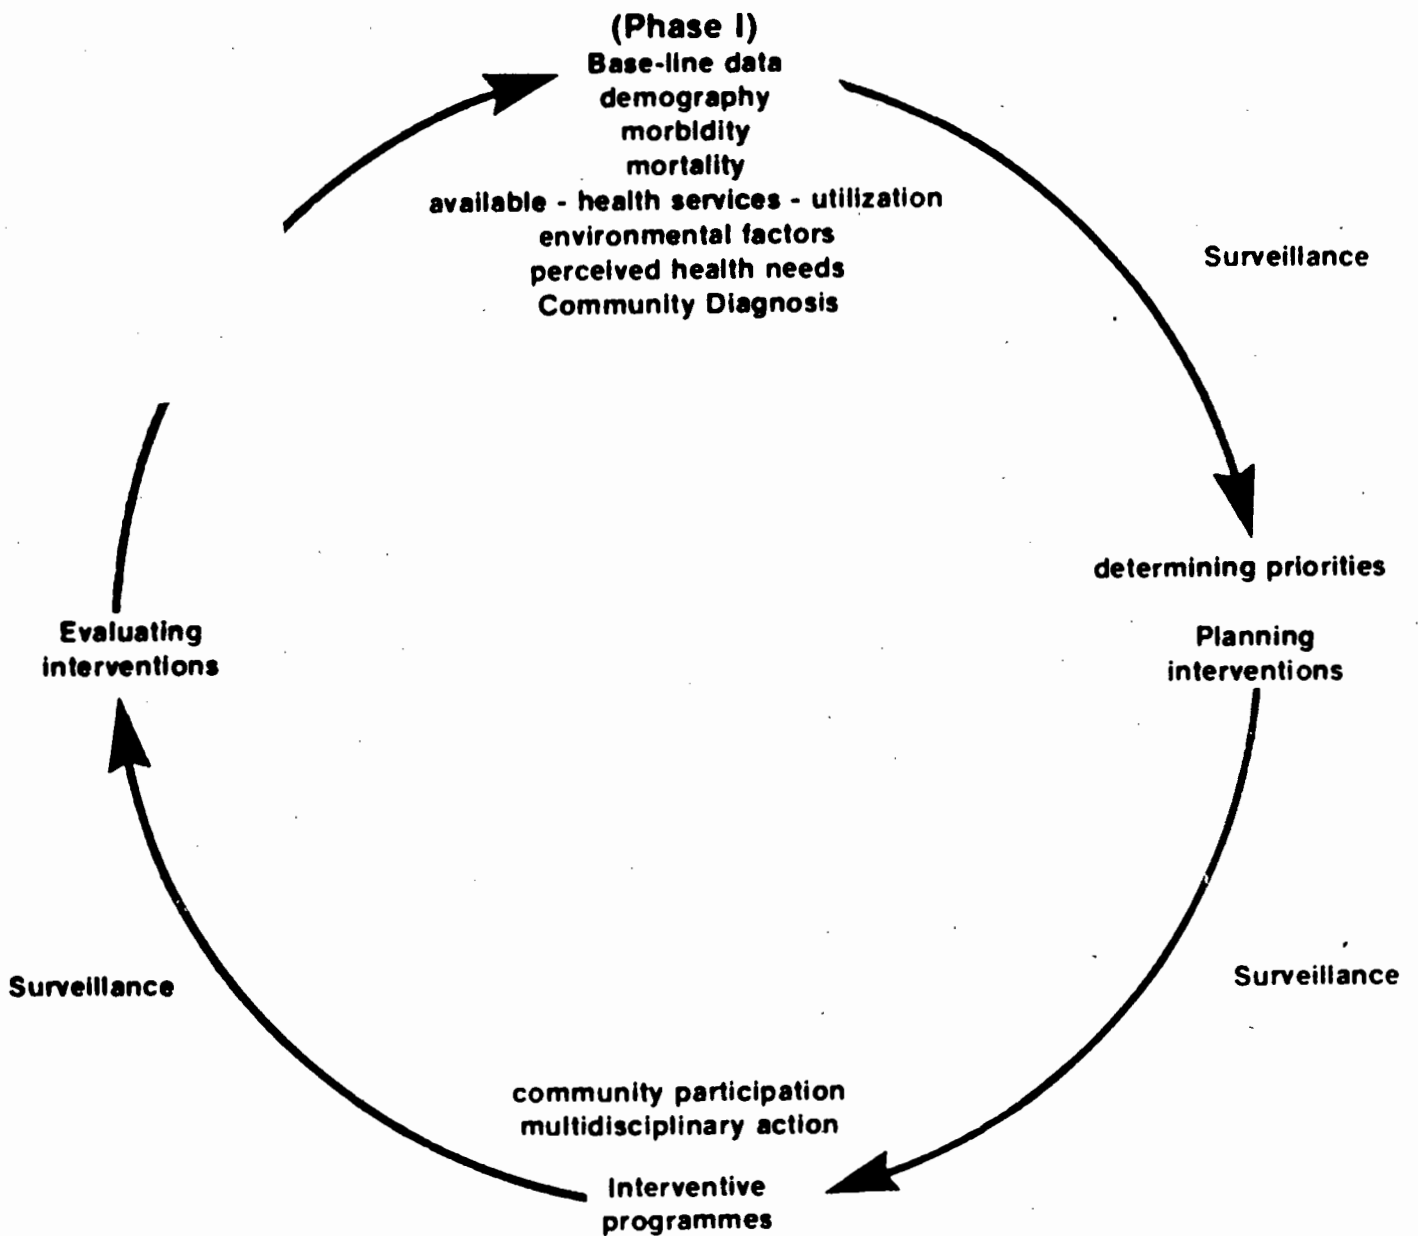 (Phase I)
Base-line data
demography
morbidity
mortality
available - health services - utilization
environmental factors
perceived health needs
Community Diagnosis
Surveillance
determining priorities
Planning
interventions
Surveillance
community participation
multidisciplinary action
Interventive
programmes
Surveillance
Evaluating
interventions